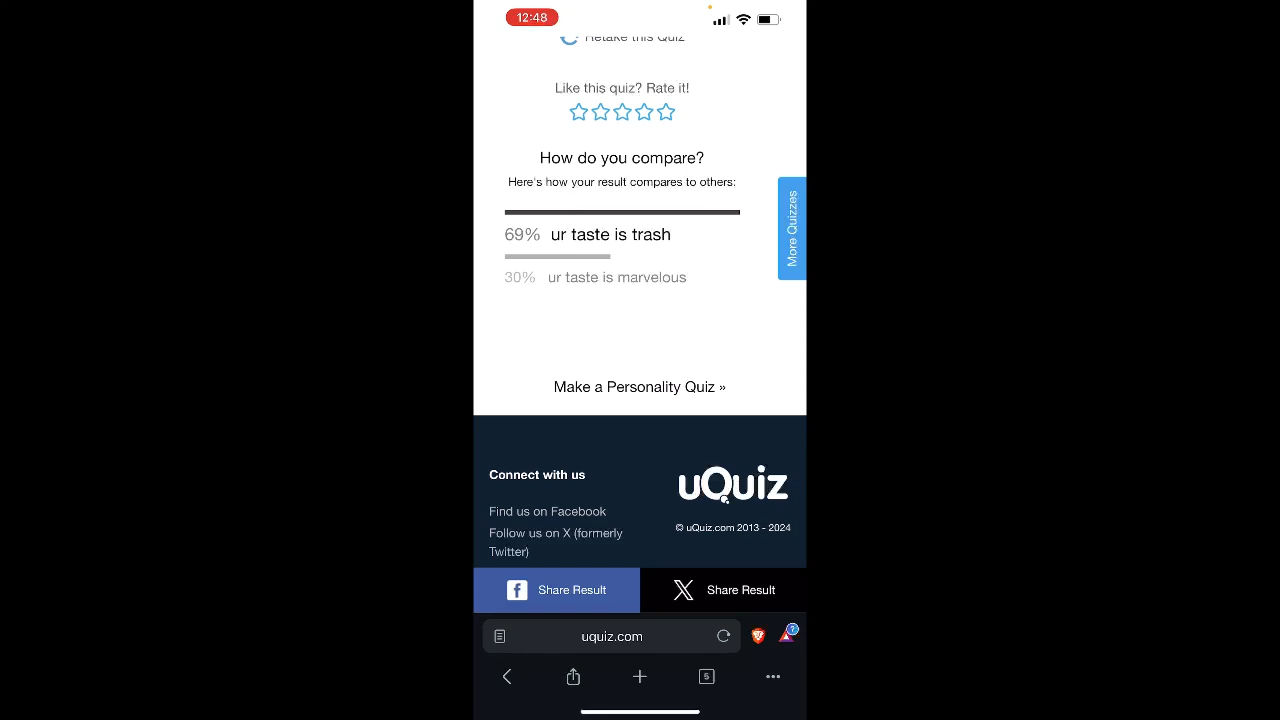 12:48
Retake this Quiz
Like this quiz? Rate it!
How do you compare?
Here's how your result compares to others:
More Quizzes
69% ur taste is trash
30% ur taste is marvelous
Make a Personality Quiz »
Connect with us
uQuiz
Find us on Facebook
© uQuiz.com 2013 - 2024
Follow us on X (formerly
Twitter)
Share Result
Share Result
uquiz.com
?
5